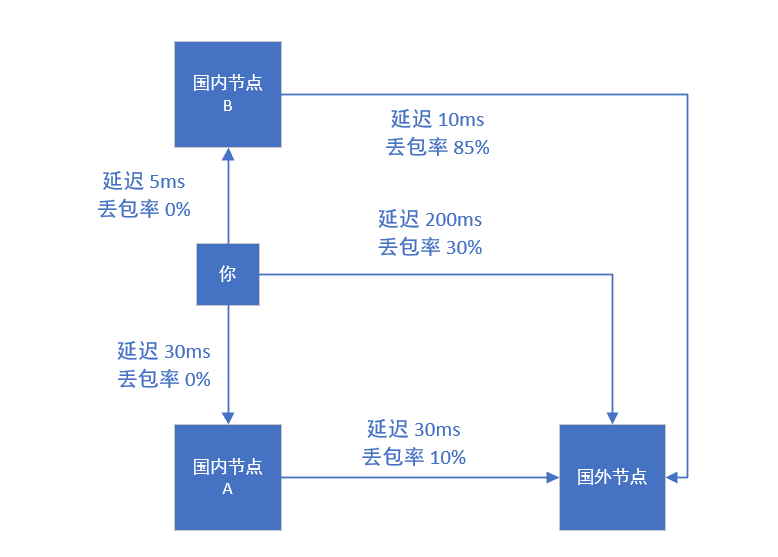 国内节点
B
延迟 10ms
丢包率 85%
延迟 5ms
丢包率 0%
延迟 200ms
丢包率 30%
你
延迟 30ms
丢包率 0%
延迟 30ms
丢包率 10%
国内节点
A
国外节点